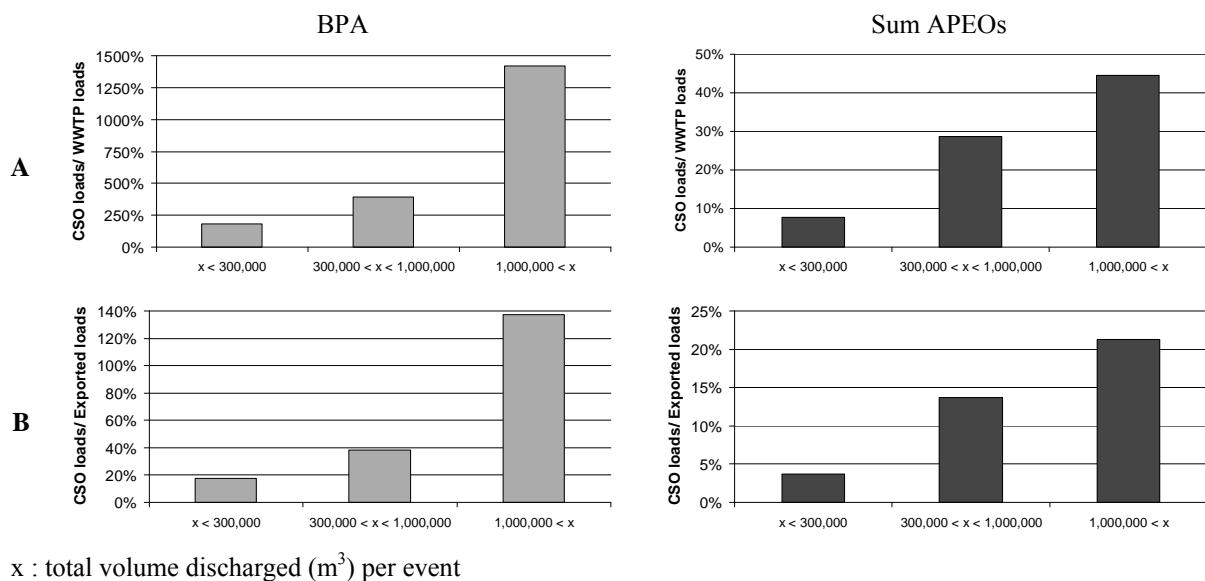 BPA
Sum APEOs
A
CSO loads/ WWTP loads
1500%
1250%
1000%
750%
500%
250%
0%
x < 300,000
300,000 < x < 1,000,000
1,000,000 < x
CSO loads/ WWTP loads
50%
40%
30%
20%
10%
0%
x < 300,000
300,000 < x < 1,000,000
1,000,000 < x
B
CSO loads/ Exported loads
140%
120%
100%
80%
60%
40%
20%
0%
x < 300,000
300,000 < x < 1,000,000
1,000,000 < x
CSO loads/ Exported loads
25%
20%
15%
10%
5%
0%
x < 300,000
300,000 < x < 1,000,000
1,000,000 < x
x : total volume discharged (m³) per event